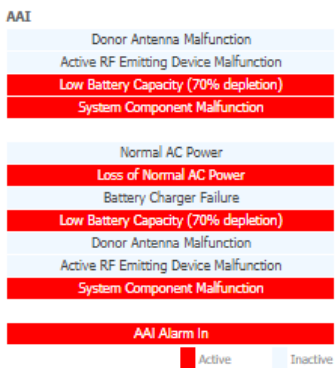 AAI
Donor Antenna Malfunction
Active RF Emitting Device Malfunction
Low Battery Capacity (70% depletion)
System Component Malfunction
Normal AC Power
Loss of Normal AC Power
Battery Charger Failure
Low Battery Capacity (70% depletion)
Donor Antenna Malfunction
Active RF Emitting Device Malfunction
System Component Malfunction
AAI Alarm In
Active Inactive